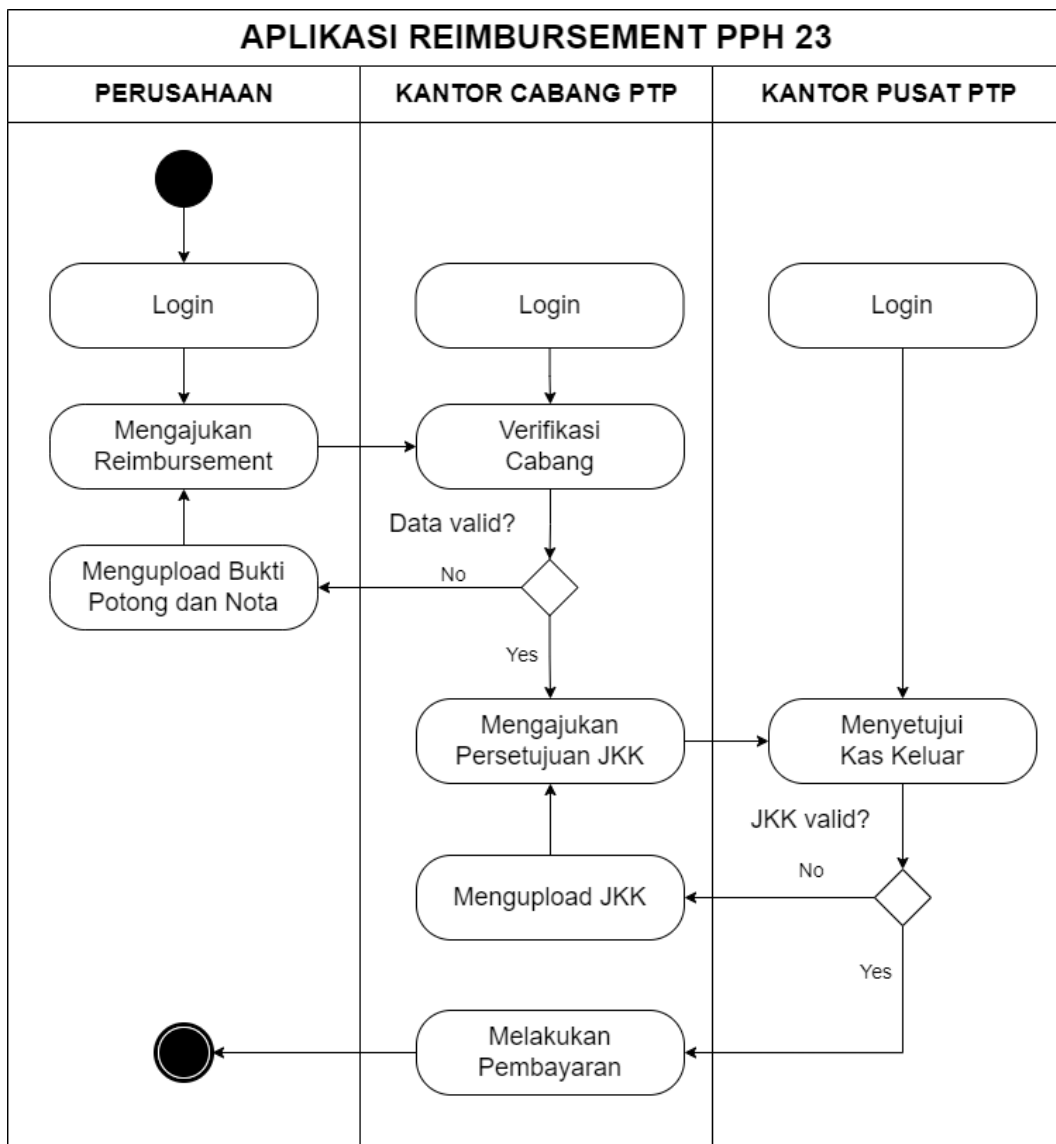 APLIKASI REIMBURSEMENT PPH 23
PERUSAHAAN
KANTOR CABANG PTP
KANTOR PUSAT PTP
Login
Login
Login
Mengajukan
Reimbursement
Verifikasi
Cabang
Data valid?
Mengupload Bukti
Potong dan Nota
No
Yes
Mengajukan
Persetujuan JKK
Menyetujui
Kas Keluar
JKK valid?
No
Mengupload JKK
Yes
Melakukan
Pembayaran